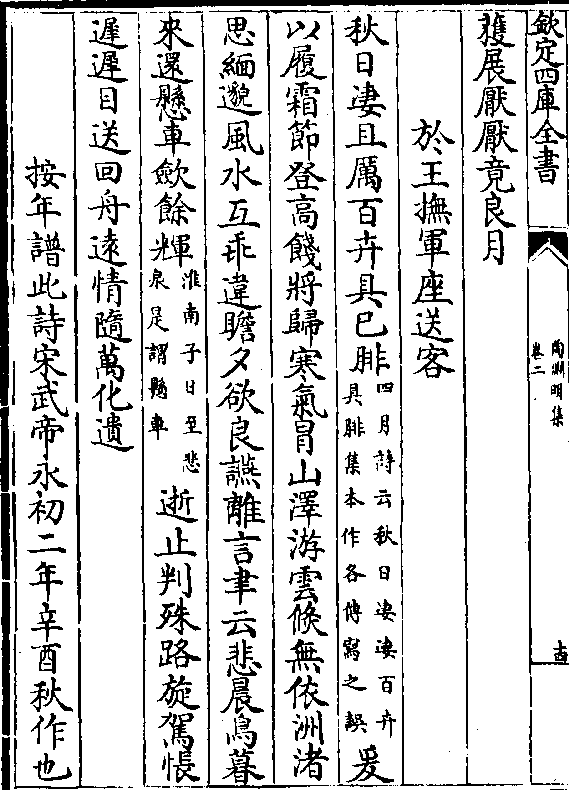 欽定四庫全書
陶淵明集
卷二
十四
蔉展厭厭竟良月
於王撫軍座送客
秋日淒且厲百卉具已腓四月詩云秋日凄凄百卉具腓集本作各傳寫之誤爰
以履霜節登高餞將歸寒氣冒山澤游雲倏無依洲渚
思緬邈風水互乖違瞻夕欲良讌離言聿云悲晨鳥暮
來還懸車歛餘輝淮南子日至悲泉是謂懸車逝止判殊路旋駕悵
遲遲目送回舟遠情隨萬化遺
按年譜此詩宋武帝永初二年辛酉秋作也